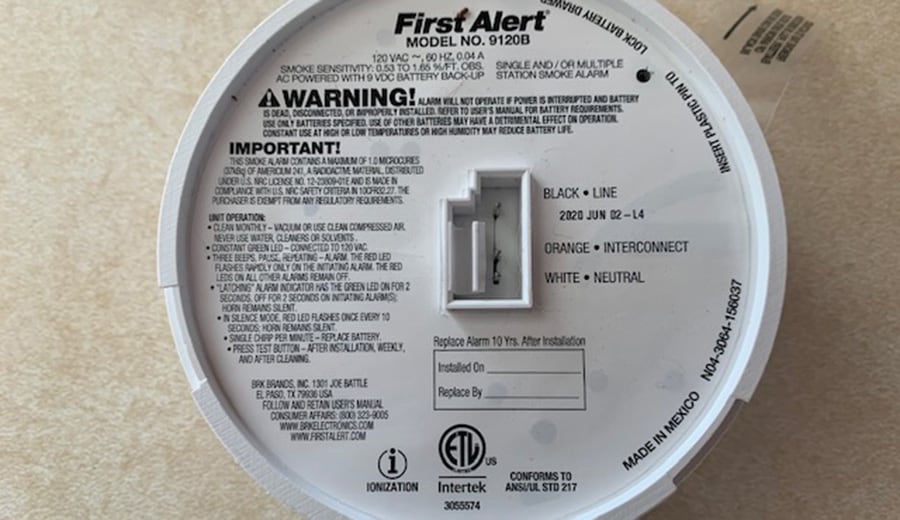 First Alert®
MODEL NO. 9120B
120 VAC ~, 60 HZ, 0.04 A
SMOKE SENSITIVITY: 0.53 TO 1.65 %/FT. OBS.
AC POWERED WITH 9 VDC BATTERY BACK-UP
SINGLE AND / OR MULTIPLE
STATION SMOKE ALARM
LOCK BATTERY DRAWER
INSERT PLASTIC PIN TO
WARNING! ALARM WILL NOT OPERATE IF POWER IS INTERRUPTED AND BATTERY
IS DEAD, DISCONNECTED, OR IMPROPERLY INSTALLED. REFER TO USER'S MANUAL FOR BATTERY REQUIREMENTS.
USE ONLY BATTERIES SPECIFIED. USE OF OTHER BATTERIES MAY HAVE A DETRIMENTAL EFFECT ON OPERATION.
CONSTANT USE AT HIGH OR LOW TEMPERATURES OR HIGH HUMIDITY MAY REDUCE BATTERY LIFE.
IMPORTANT!
THIS SMOKE ALARM CONTAINS A MAXIMUM OF 1.0 MICROCURIES
(37kBq) OF AMERICIUM 241, A RADIOACTIVE MATERIAL, DISTRIBUTED
UNDER U.S. NRC LICENSE NO. 12-23809-01E AND IS MADE IN
COMPLIANCE WITH U.S. NRC SAFETY CRITERIA IN 10CFR32.27. THE
PURCHASER IS EXEMPT FROM ANY REGULATORY REQUIREMENTS.
UNIT OPERATION:
• CLEAN MONTHLY – VACUUM OR USE CLEAN COMPRESSED AIR.
NEVER USE WATER, CLEANERS OR SOLVENTS.
• CONSTANT GREEN LED – CONNECTED TO 120 VAC.
• THREE BEEPS, PAUSE, REPEATING – ALARM. THE RED LED
FLASHES RAPIDLY ONLY ON THE INITIATING ALARM. THE RED
LEDS ON ALL OTHER ALARMS REMAIN OFF.
• "LATCHING" ALARM INDICATOR HAS THE GREEN LED ON FOR 2
SECONDS, OFF FOR 2 SECONDS ON INITIATING ALARM(S);
HORN REMAINS SILENT.
• IN SILENCE MODE, RED LED FLASHES ONCE EVERY 10
SECONDS; HORN REMAINS SILENT.
• SINGLE CHIRP PER MINUTE – REPLACE BATTERY.
• PRESS TEST BUTTON – AFTER INSTALLATION, WEEKLY,
AND AFTER CLEANING.
BLACK • LINE
2020 JUN 02-L4
ORANGE • INTERCONNECT
WHITE • NEUTRAL
Replace Alarm 10 Yrs. After Installation
Installed On
Replace By
BRK BRANDS, INC. 1301 JOE BATTLE
EL PASO, TX 79936 USA
FOLLOW AND RETAIN USER'S MANUAL
CONSUMER AFFAIRS: (800) 323-9005
WWW.BRKELECTRONICS.COM
WWW.FIRSTALERT.COM
IONIZATION
ETL
US
Intertek
3055574
CONFORMS TO
ANSI/UL STD 217
MADE IN MEXICO N04-3064-156037